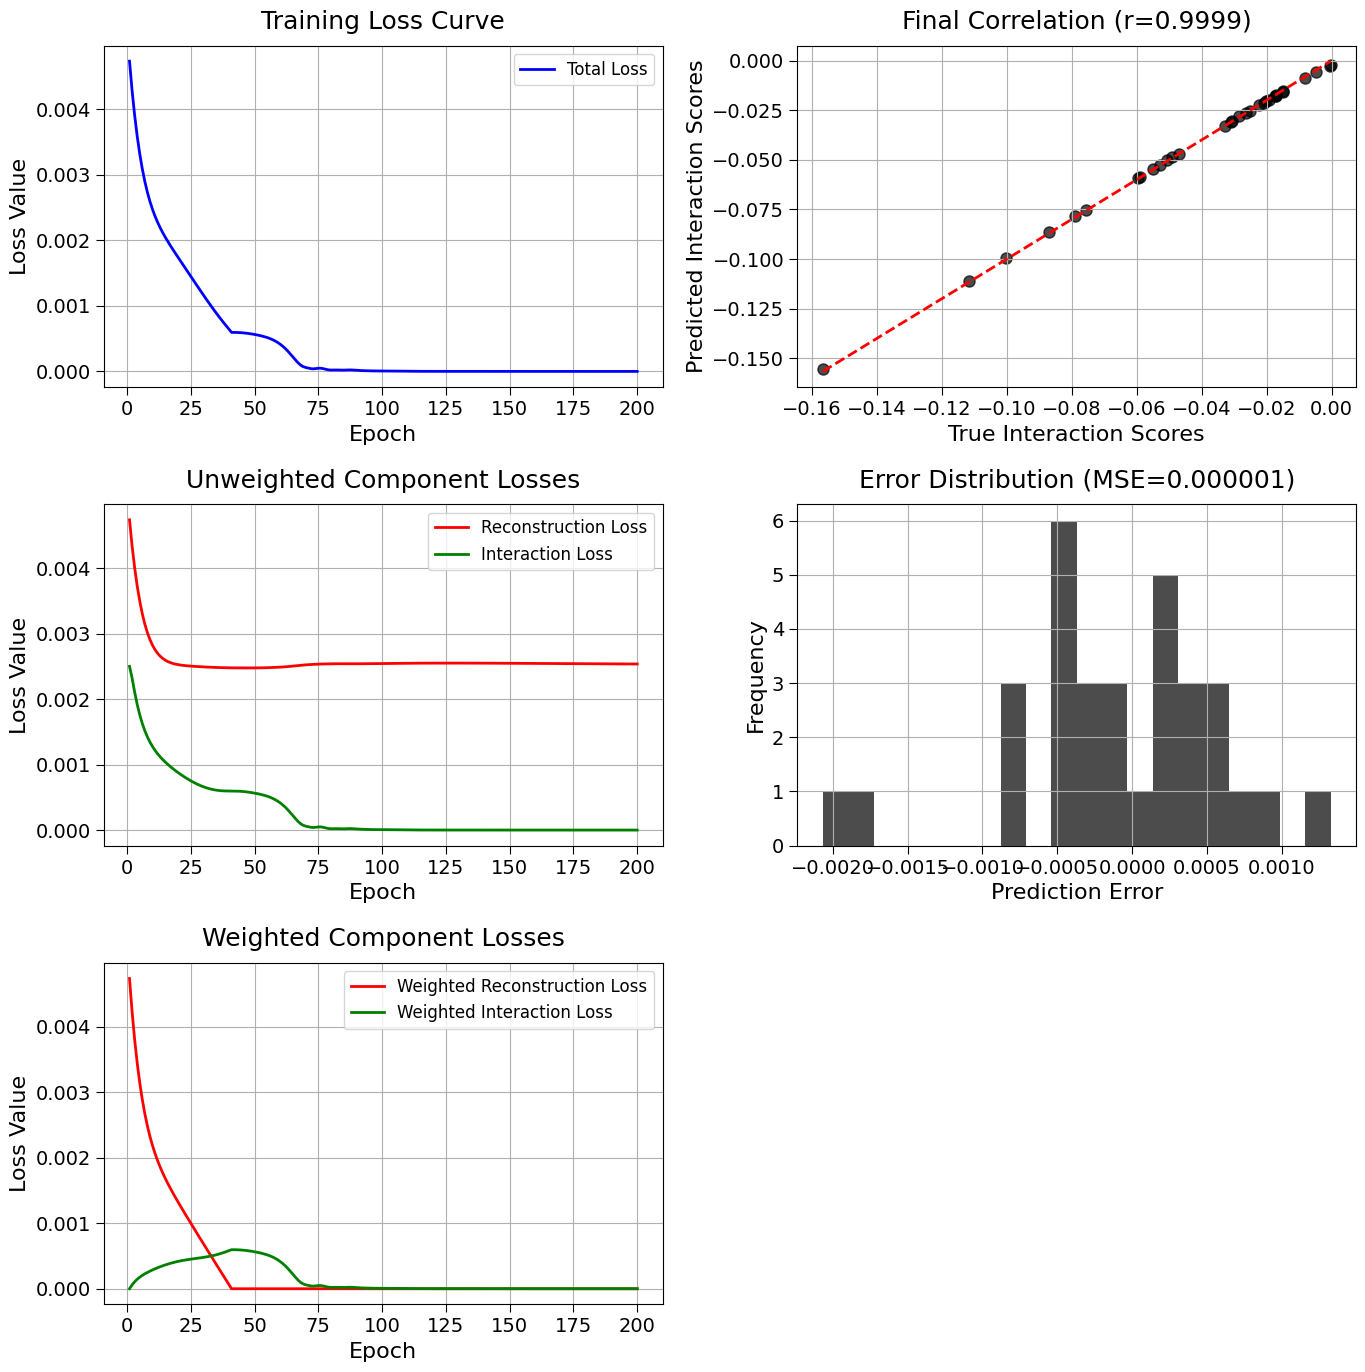 Training Loss Curve
Total Loss
0.004
0.003
0.002
0.001
0.000
Loss Value
0 25 50 75 100 125 150 175 200
Epoch
Final Correlation (r=0.9999)
0.000
−0.025
−0.050
−0.075
−0.100
−0.125
−0.150
Predicted Interaction Scores
−0.16 −0.14 −0.12 −0.10 −0.08 −0.06 −0.04 −0.02 0.00
True Interaction Scores
Unweighted Component Losses
Reconstruction Loss
Interaction Loss
0.004
0.003
0.002
0.001
0.000
Loss Value
0 25 50 75 100 125 150 175 200
Epoch
Error Distribution (MSE=0.000001)
6
5
4
3
2
1
0
Frequency
−0.0020 −0.0015 −0.0010 −0.0005 0.0000 0.0005 0.0010
Prediction Error
Weighted Component Losses
Weighted Reconstruction Loss
Weighted Interaction Loss
0.004
0.003
0.002
0.001
0.000
Loss Value
0 25 50 75 100 125 150 175 200
Epoch